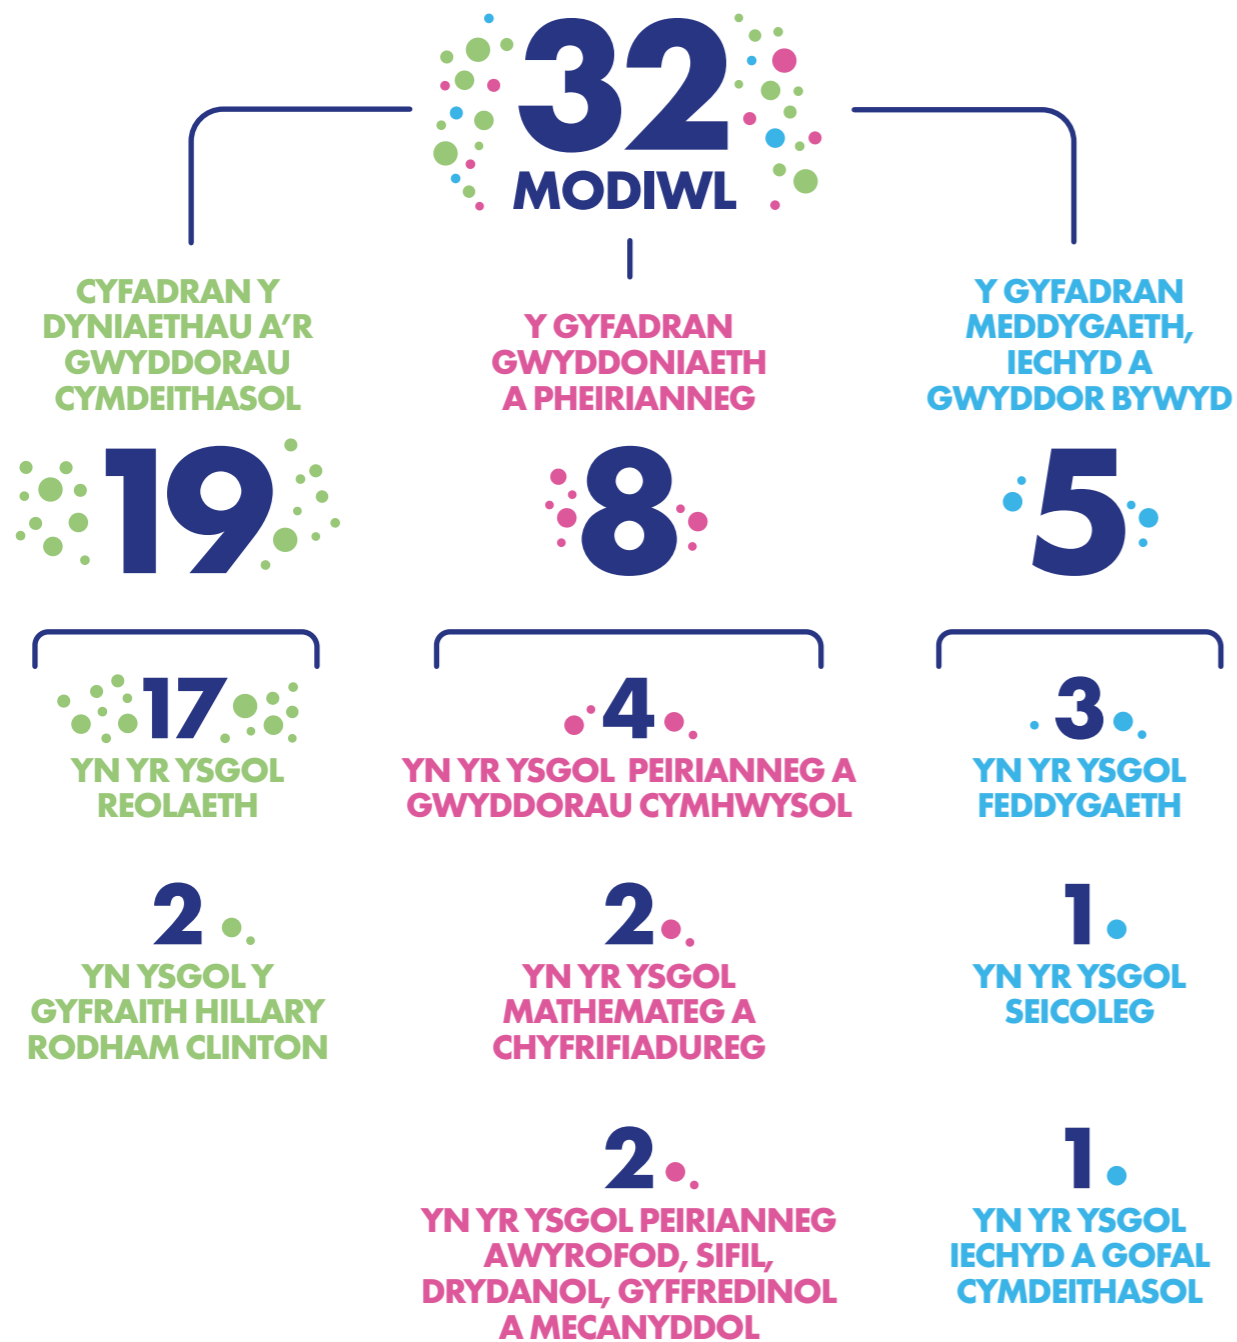 32
MODIWL
CYFADRAN Y
DYNIAETHAU A'R
GWYDDORAU
CYMDEITHASOL
19
17
YN YR YSGOL
REOLAETH
2
YN YSGOL Y
GYFRAITH HILLARY
RODHAM CLINTON
Y GYFADRAN
GWYDDONIAETH
A PHEIRIANNEG
8
4
YN YR YSGOL PEIRIANNEG A
GWYDDORAU CYMHWYSOL
2
YN YR YSGOL
MATHEMATEG A
CHYFRIFIADUREG
2
YN YR YSGOL PEIRIANNEG
AWYROFOD, SIFIL,
DRYDANOL, GYFFREDINOL
A MECANYDDOL
Y GYFADRAN
MEDDYGAETH,
IECHYD A
GWYDDOR BYWYD
5
3
YN YR YSGOL
FEDDYGAETH
1
YN YR YSGOL
SEICOLEG
1
YN YR YSGOL
IECHYD A GOFAL
CYMDEITHASOL